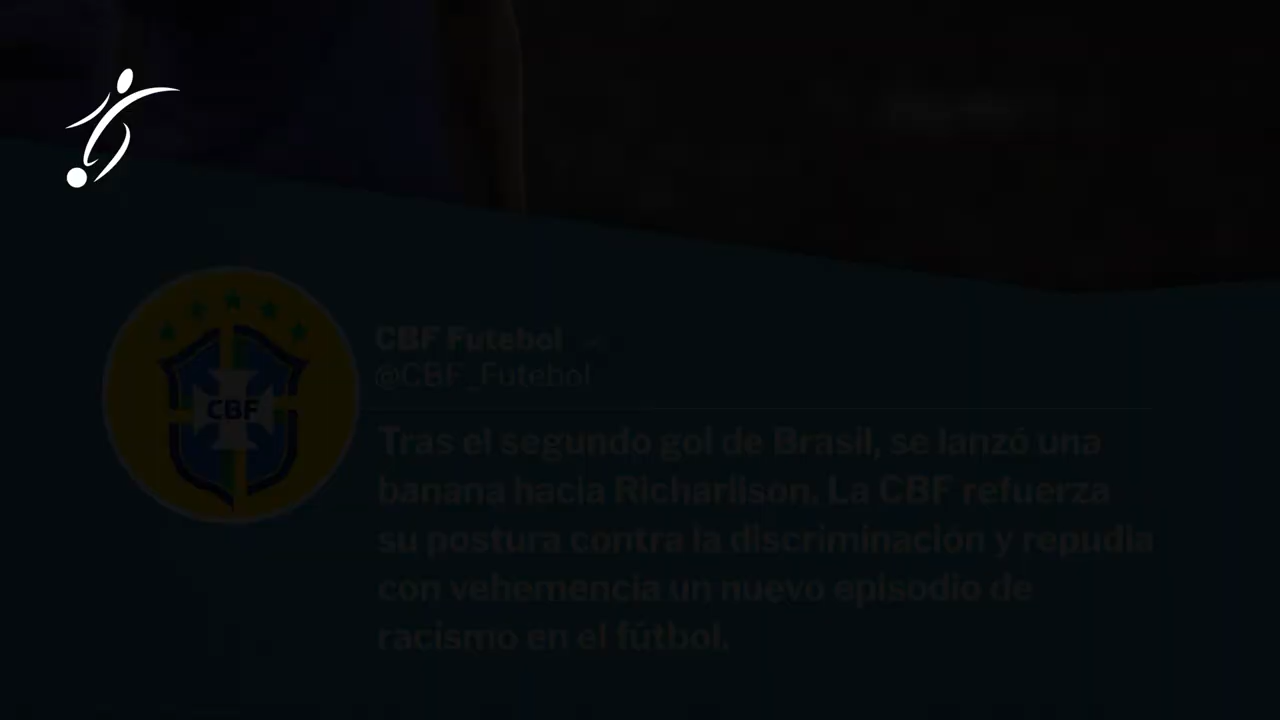 CBF Futebol
@CBF_Futebol
CBF
Tras el segundo gol de Brasil, se lanzó una
banana hacia Richarlison. La CBF refuerza
su postura contra la discriminación y repudia
con vehemencia un nuevo episodio de
racismo en el fútbol.